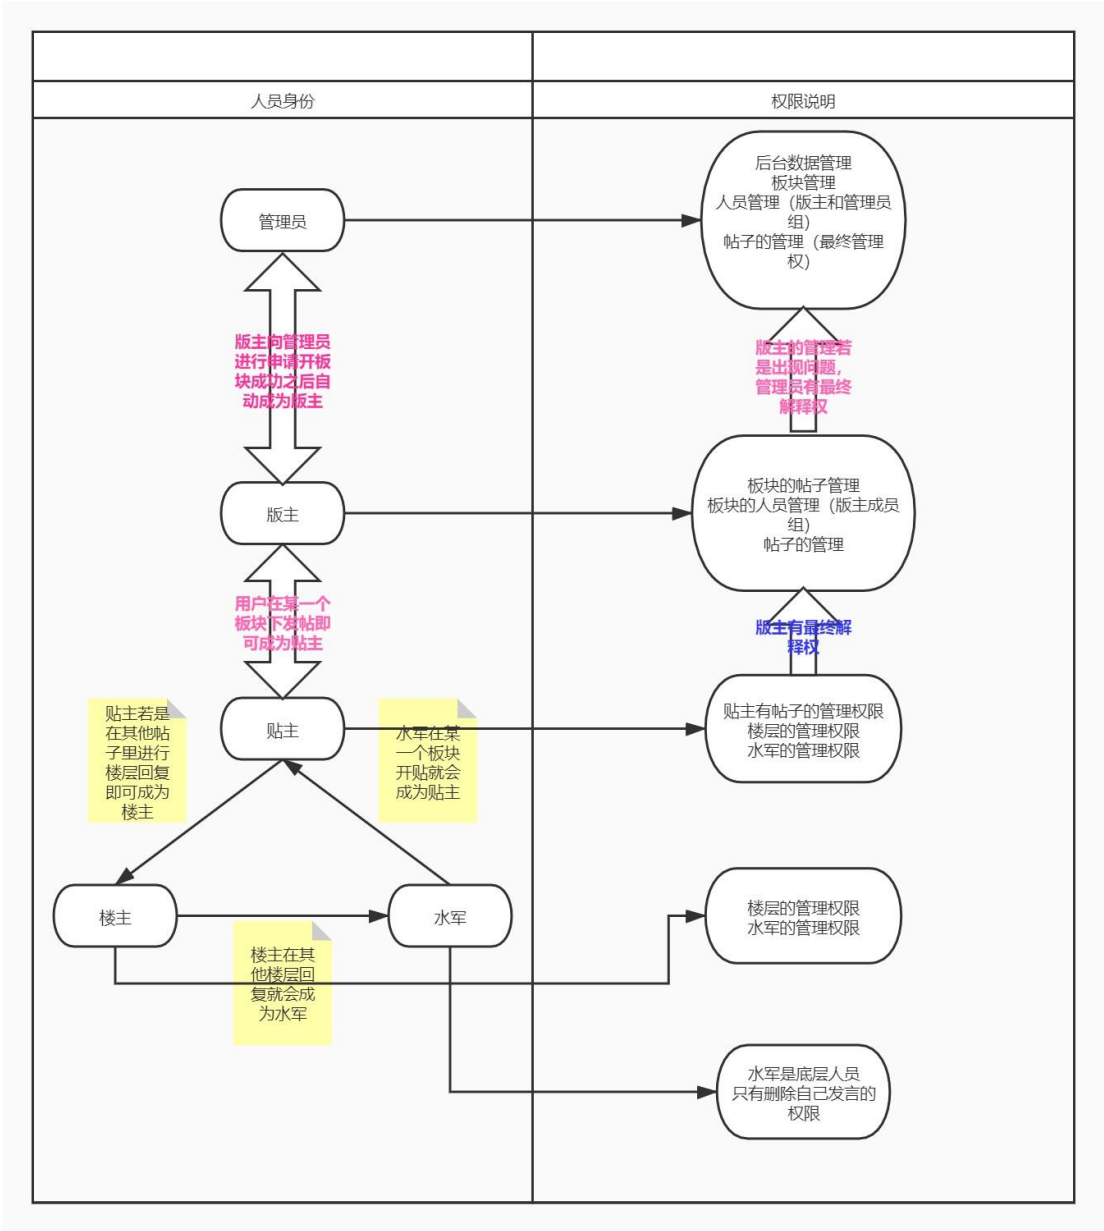 人员身份
权限说明
管理员
后台数据管理
板块管理
人员管理（版主和管理员
组）
帖子的管理（最终管理
权）
版主向管理员
进行申请开板
块成功之后自
动成为版主
版主的管理若
是出现问题，
管理员有最终
解释权
版主
板块的帖子管理
板块的人员管理（版主成员
组）
帖子的管理
用户在某一个
板块下发帖即
可成为贴主
版主有最终解
释权
贴主若是
在其他帖
子里进行
楼层回复
即可成为
楼主
贴主
水军在某
一个板块
开贴就会
成为贴主
贴主有帖子的管理权限
楼层的管理权限
水军的管理权限
楼主
水军
楼层的管理权限
水军的管理权限
楼主在其
他楼层回
复就会成
为水军
水军是底层人员
只有删除自己发言的
权限